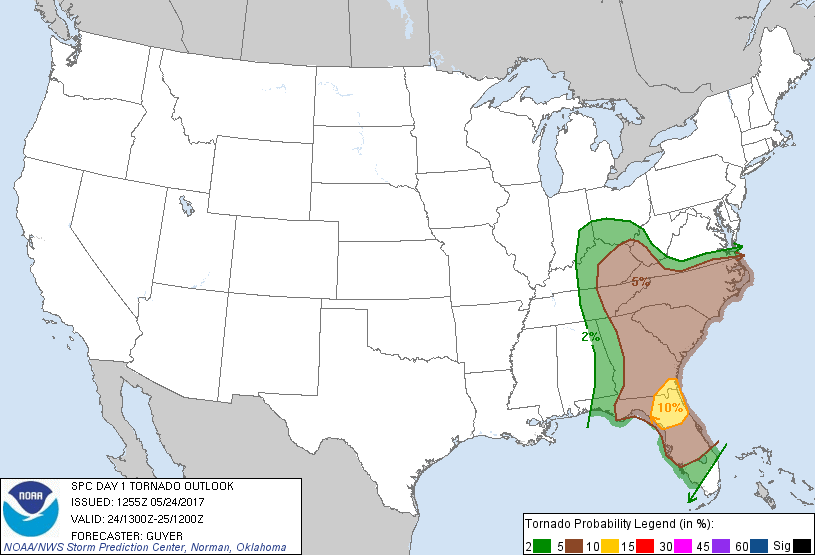 5%
2%
10%
NOAA
SPC DAY 1 TORNADO OUTLOOK
ISSUED: 1255Z 05/24/2017
VALID: 24/1300Z-25/1200Z
FORECASTER: GUYER
NOAA/NWS Storm Prediction Center, Norman, Oklahoma
Tornado Probability Legend (in %):
2 5 10 15 30 45 60 Sig